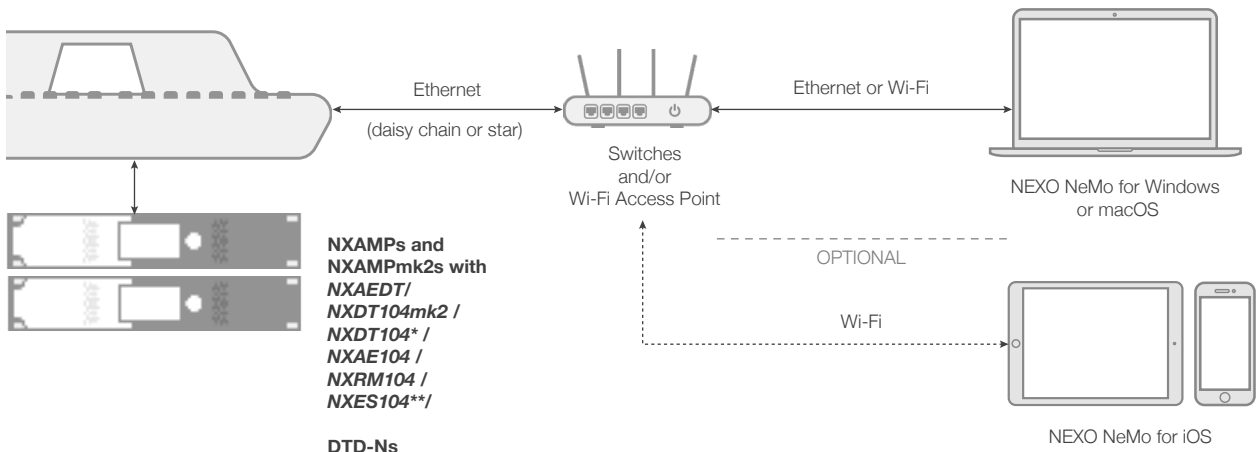 Ethernet
(daisy chain or star)
Ethernet or Wi-Fi
Switches
and/or
Wi-Fi Access Point
NEXO NeMo for Windows
or macOS
NXAMPs and
NXAMPmk2s with
NXAEDT/
NXDT104mk2 /
NXDT104* /
NXAE104 /
NXRM104 /
NXES104**/
DTD-Ns
OPTIONAL
Wi-Fi
NEXO NeMo for iOS